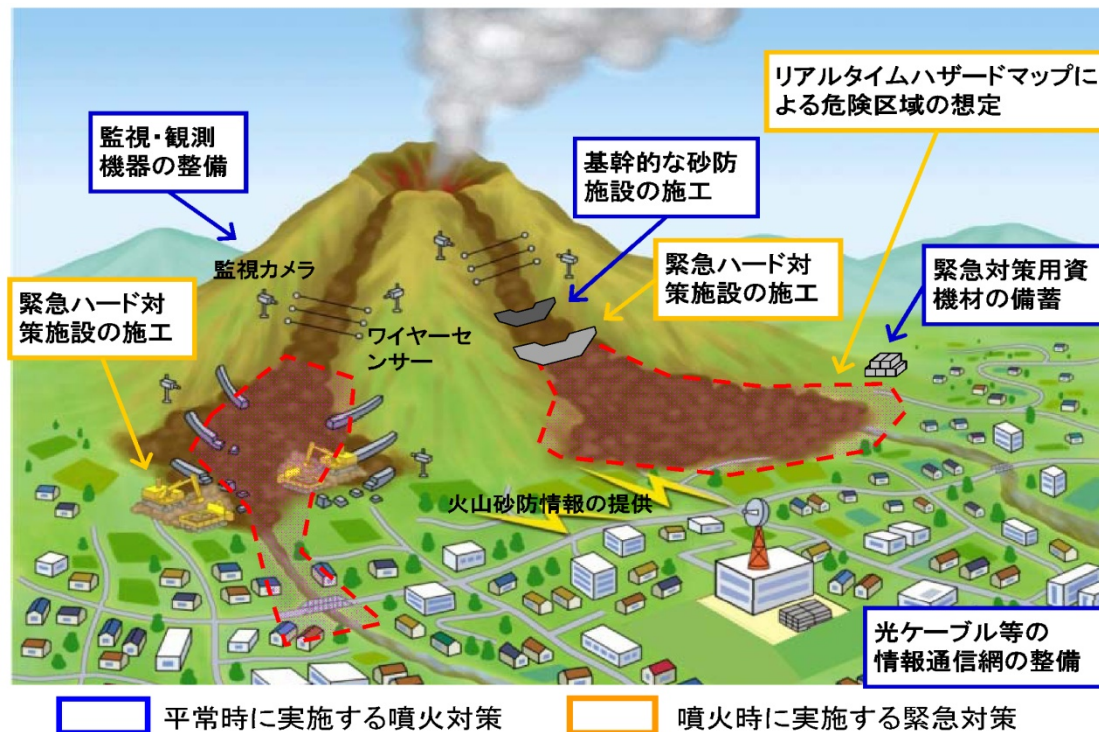 リアルタイムハザードマップに
よる危険区域の想定
監視・観測
機器の整備
基幹的な砂防
施設の施工
緊急ハード対
策施設の施工
緊急対策用資
機材の備蓄
監視カメラ
緊急ハード対
策施設の施工
ワイヤーセ
ンサー
火山砂防情報の提供
光ケーブル等の
情報通信網の整備
平常時に実施する噴火対策
噴火時に実施する緊急対策